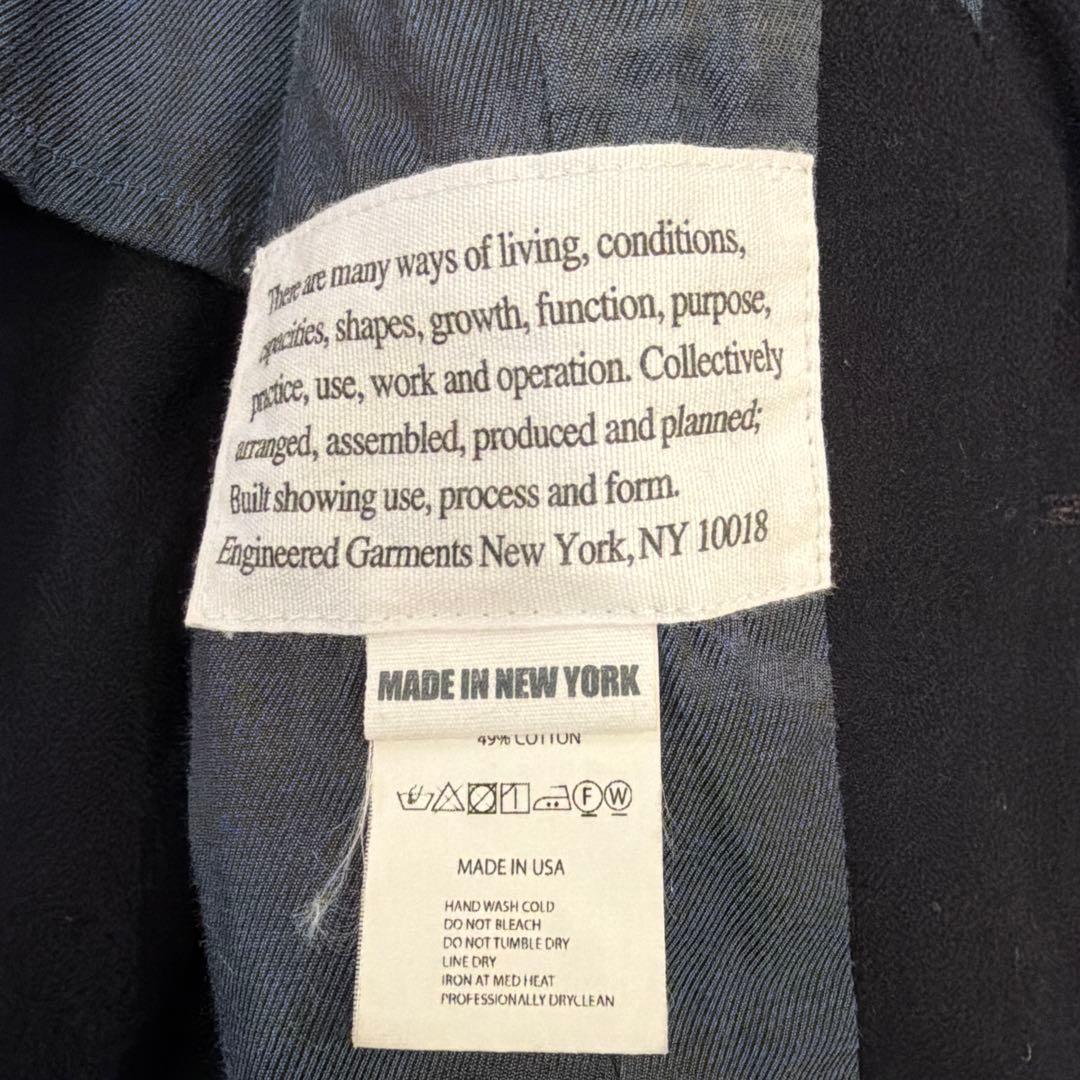 There are many ways of living, conditions,
capacities, shapes, growth, function, purpose,
practice, use, work and operation. Collectively
arranged, assembled, produced and planned;
Built showing use, process and form.
Engineered Garments New York, NY 10018
MADE IN NEW YORK
49% COTTON
F W
MADE IN USA
HAND WASH COLD
DO NOT BLEACH
DO NOT TUMBLE DRY
LINE DRY
IRON AT MED HEAT
PROFESSIONALLY DRYCLEAN